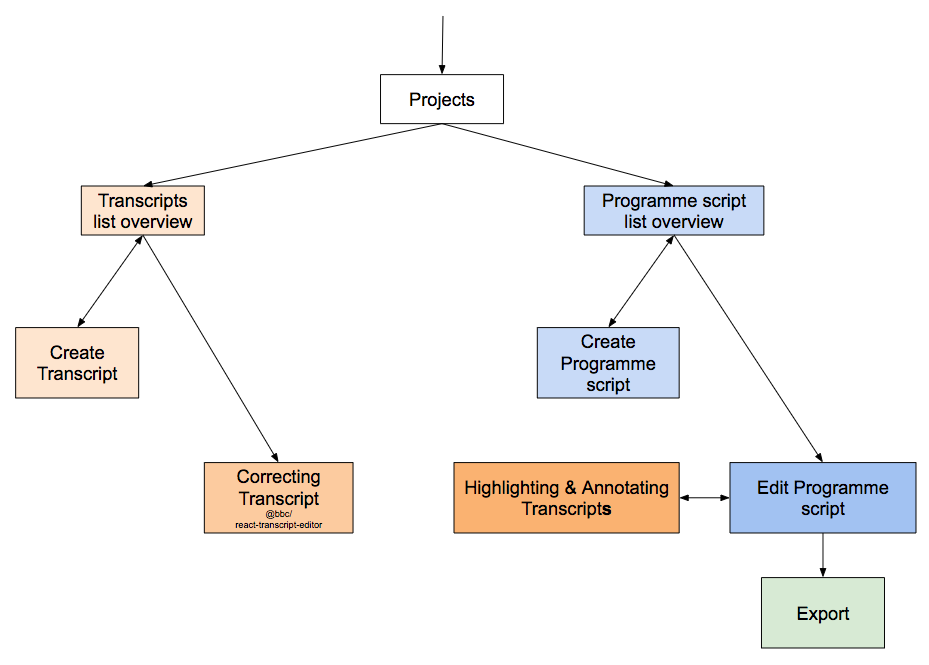 Projects
Transcripts
list overview
Programme script
list overview
Create
Transcript
Create
Programme
script
Correcting
Transcript
@bbc/
react-transcript-editor
Highlighting & Annotating
Transcripts
Edit Programme
script
Export